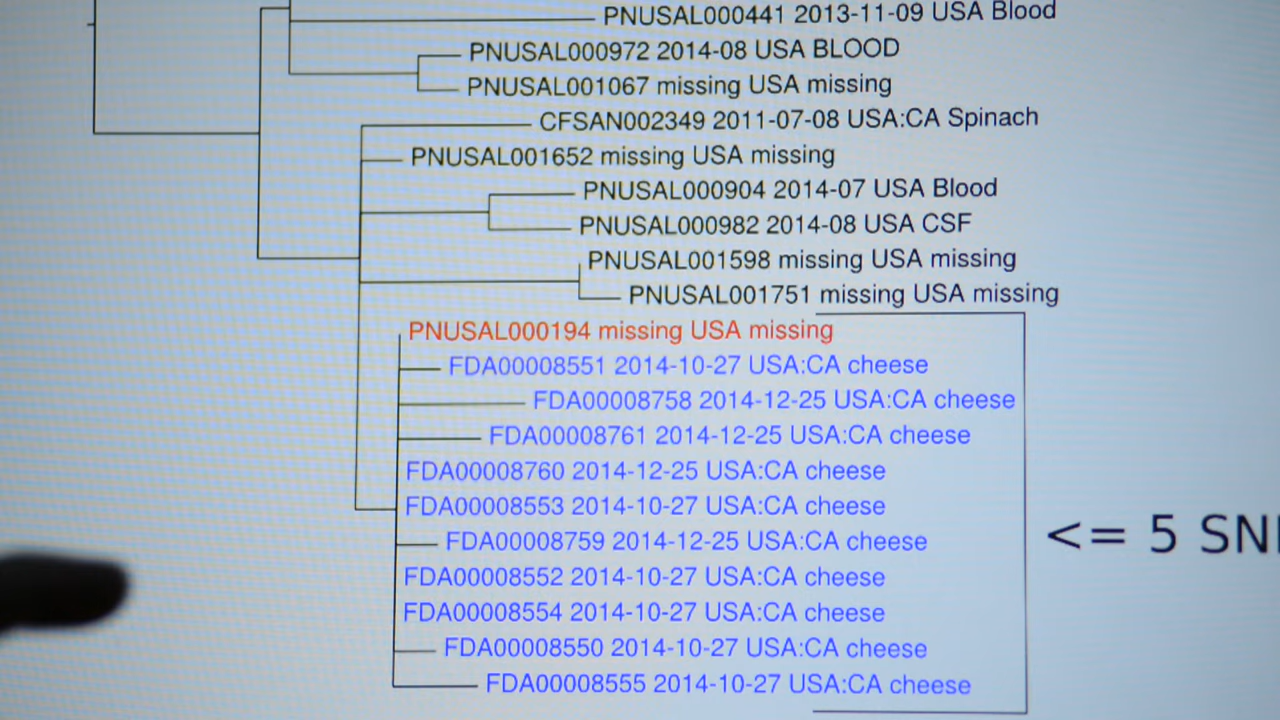 PNUSAL000441 2013-11-09 USA Blood
PNUSAL000972 2014-08 USA BLOOD
PNUSAL001067 missing USA missing
CFSAN002349 2011-07-08 USA:CA Spinach
PNUSAL001652 missing USA missing
PNUSAL000904 2014-07 USA Blood
PNUSAL000982 2014-08 USA CSF
PNUSAL001598 missing USA missing
PNUSAL001751 missing USA missing
PNUSAL000194 missing USA missing
FDA00008551 2014-10-27 USA:CA cheese
FDA00008758 2014-12-25 USA:CA cheese
FDA00008761 2014-12-25 USA:CA cheese
FDA00008760 2014-12-25 USA:CA cheese
FDA00008553 2014-10-27 USA:CA cheese
<= 5
FDA00008759 2014-12-25 USA:CA cheese
FDA00008552 2014-10-27 USA:CA cheese
FDA00008554 2014-10-27 USA:CA cheese
FDA00008550 2014-10-27 USA:CA cheese
FDA00008555 2014-10-27 USA:CA cheese